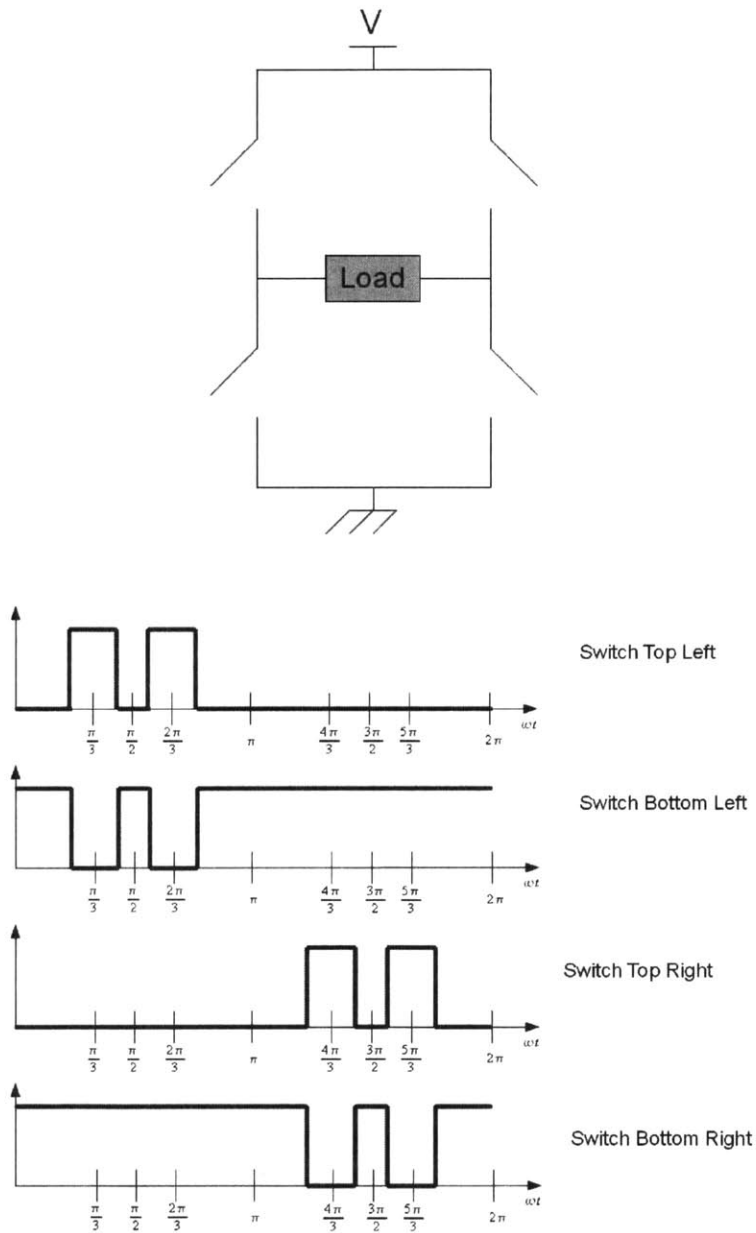 V
Load
Switch Top Left
π/3 π/2 2π/3 π 4π/3 3π/2 5π/3 2π ωt
Switch Bottom Left
π/3 π/2 2π/3 π 4π/3 3π/2 5π/3 2π ωt
Switch Top Right
π/3 π/2 2π/3 π 4π/3 3π/2 5π/3 2π ωt
Switch Bottom Right
π/3 π/2 2π/3 π 4π/3 3π/2 5π/3 2π ωt